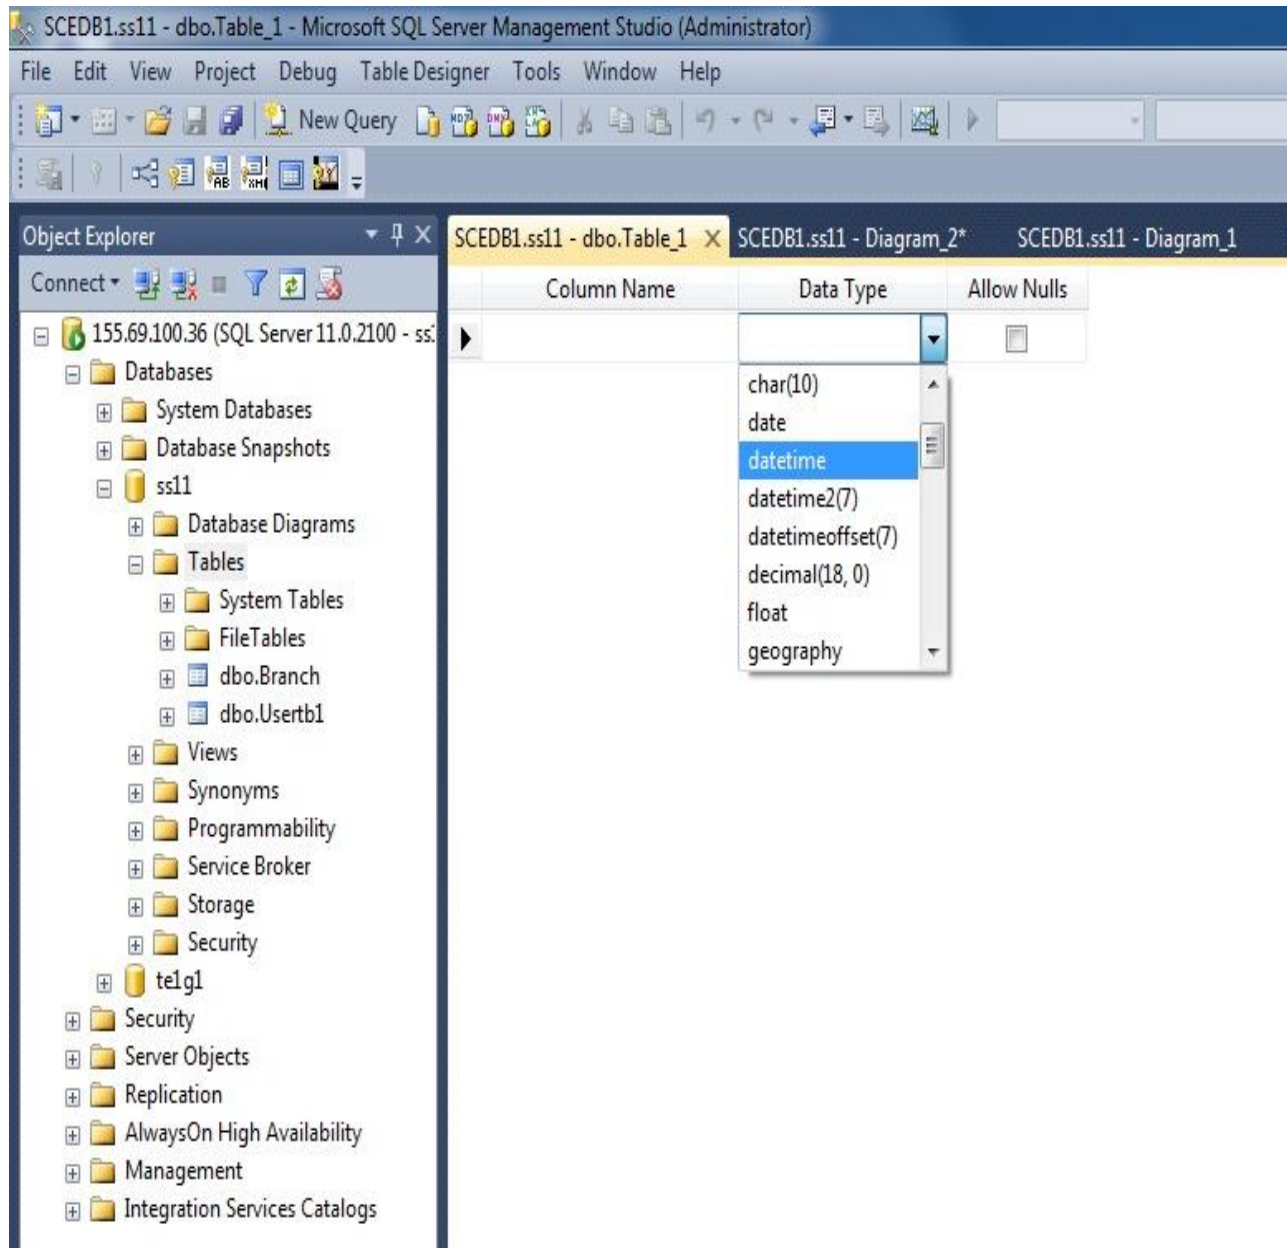 SCEDB1.ss11 - dbo.Table_1 - Microsoft SQL Server Management Studio (Administrator)
File Edit View Project Debug Table Designer Tools Window Help
New Query
Object Explorer
Connect
155.69.100.36 (SQL Server 11.0.2100 - ss1
Databases
System Databases
Database Snapshots
ss11
Database Diagrams
Tables
System Tables
FileTables
dbo.Branch
dbo.Usertb1
Views
Synonyms
Programmability
Service Broker
Storage
Security
te1g1
Security
Server Objects
Replication
AlwaysOn High Availability
Management
Integration Services Catalogs
SCEDB1.ss11 - dbo.Table_1 X SCEDB1.ss11 - Diagram_2* SCEDB1.ss11 - Diagram_1
Column Name Data Type Allow Nulls
char(10)
date
datetime
datetime2(7)
datetimeoffset(7)
decimal(18, 0)
float
geography